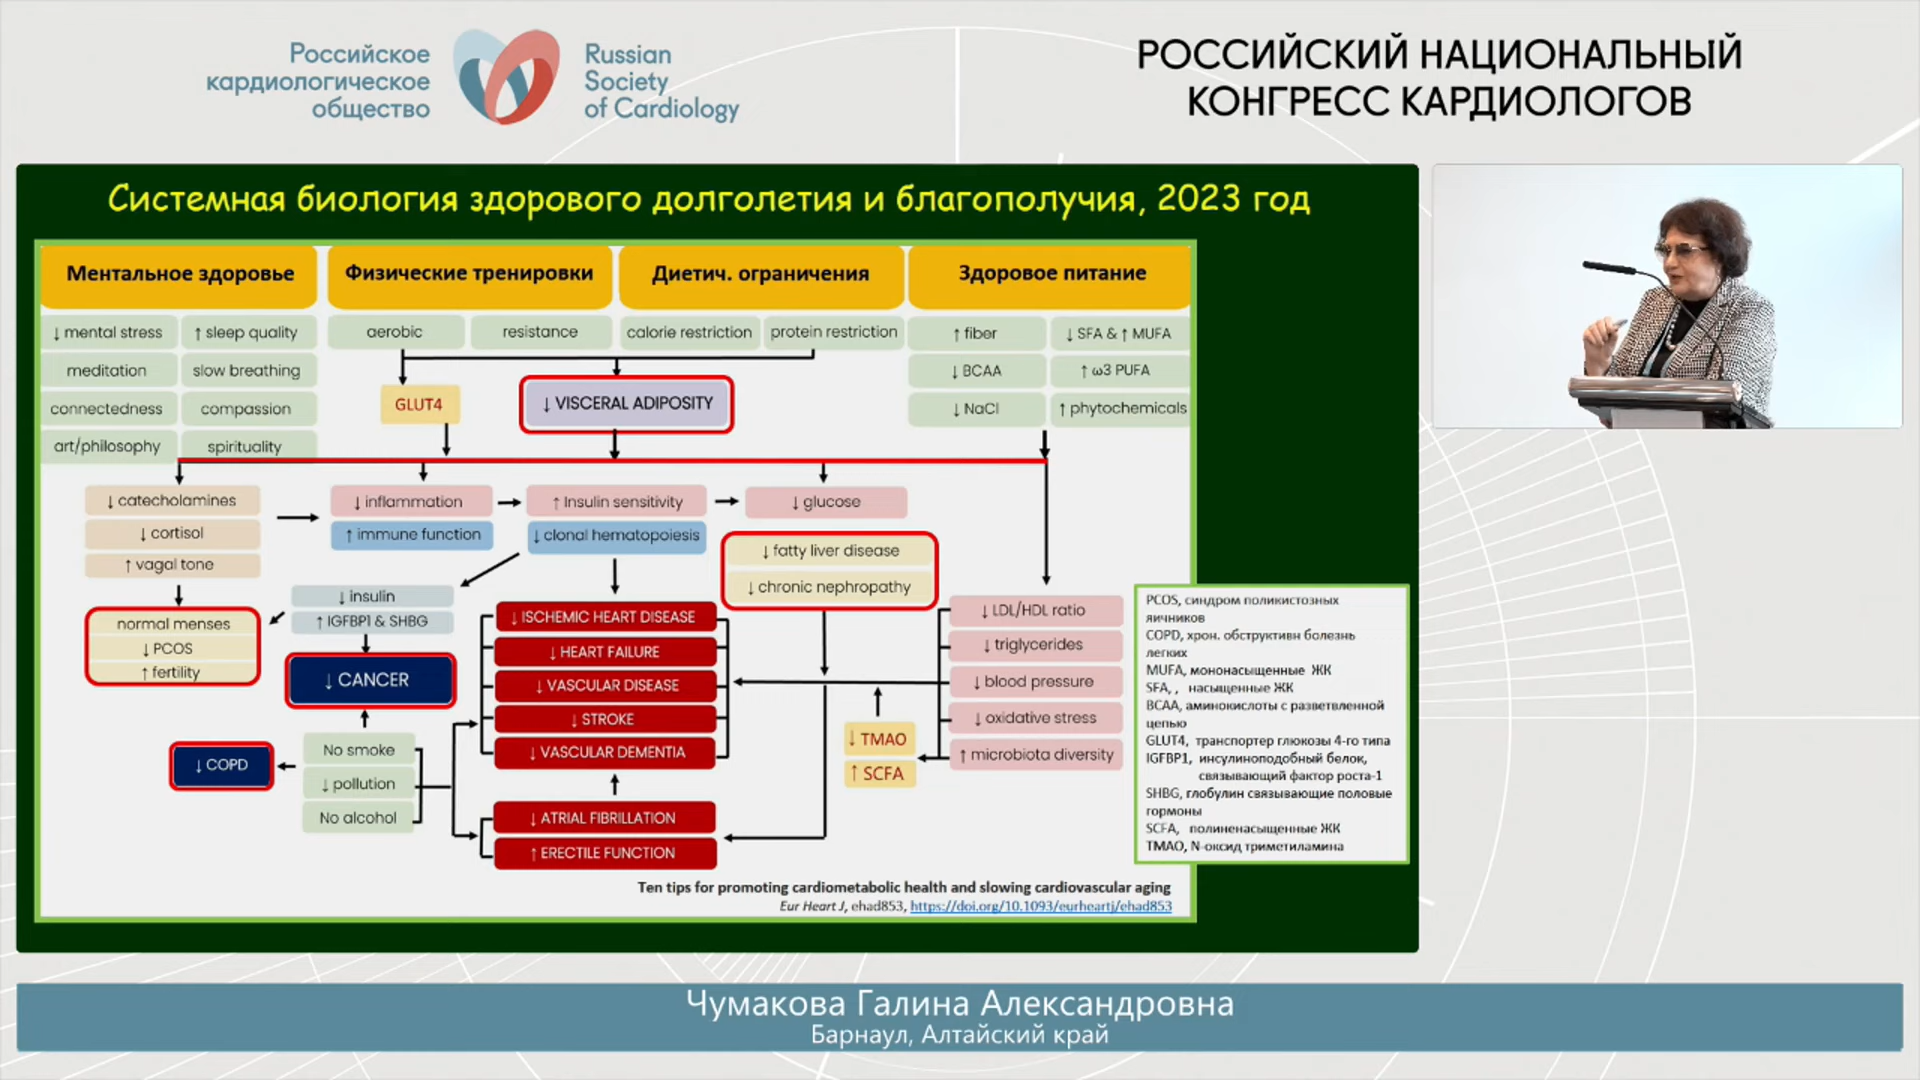 Российское
кардиологическое
общество
Russian
Society
of Cardiology
РОССИЙСКИЙ НАЦИОНАЛЬНЫЙ
КОНГРЕСС КАРДИОЛОГОВ
Системная биология здорового долголетия и благополучия, 2023 год
Ментальное здоровье
Физические тренировки
Диетич. ограничения
Здоровое питание
↓ mental stress
↑ sleep quality
meditation
slow breathing
connectedness
compassion
art/philosophy
spirituality
aerobic
resistance
calorie restriction
protein restriction
↑ fiber
↓ SFA & ↑ MUFA
↓ BCAA
↑ ω3 PUFA
↓ NaCl
↑ phytochemicals
GLUT4
↓ VISCERAL ADIPOSITY
↓ catecholamines
↓ cortisol
↑ vagal tone
↓ inflammation
↑ immune function
↑ Insulin sensitivity
↓ clonal hematopoiesis
↓ glucose
↓ fatty liver disease
↓ chronic nephropathy
normal menses
↓ PCOS
↑ fertility
↓ insulin
↑ IGFBP1 & SHBG
↓ CANCER
↓ COPD
No smoke
↓ pollution
No alcohol
↓ ISCHEMIC HEART DISEASE
↓ HEART FAILURE
↓ VASCULAR DISEASE
↓ STROKE
↓ VASCULAR DEMENTIA
↓ ATRIAL FIBRILLATION
↑ ERECTILE FUNCTION
↓ LDL/HDL ratio
↓ triglycerides
↓ blood pressure
↓ oxidative stress
↑ microbiota diversity
↓ TMAO
↑ SCFA
PCOS, синдром поликистозных
яичников
COPD, хрон. обструктивн болезнь
легких
MUFA, мононасыщенные ЖК
SFA, , насыщенные ЖК
BCAA, аминокислоты с разветвленной
цепью
GLUT4, транспортер глюкозы 4-го типа
IGFBP1, инсулиноподобный белок,
связывающий фактор роста-1
SHBG, глобулин связывающие половые
гормоны
SCFA, полиненасыщенные ЖК
TMAO, N-оксид триметиламина
Ten tips for promoting cardiometabolic health and slowing cardiovascular aging
Eur Heart J, ehad853, https://doi.org/10.1093/eurheartj/ehad853
Чумакова Галина Александровна
Барнаул, Алтайский край